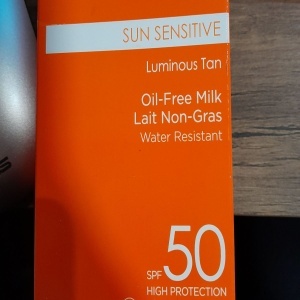 SUN SENSITIVE
Luminous Tan
Oil-Free Milk
Lait Non-Gras
Water Resistant
SPF 50
HIGH PROTECTION